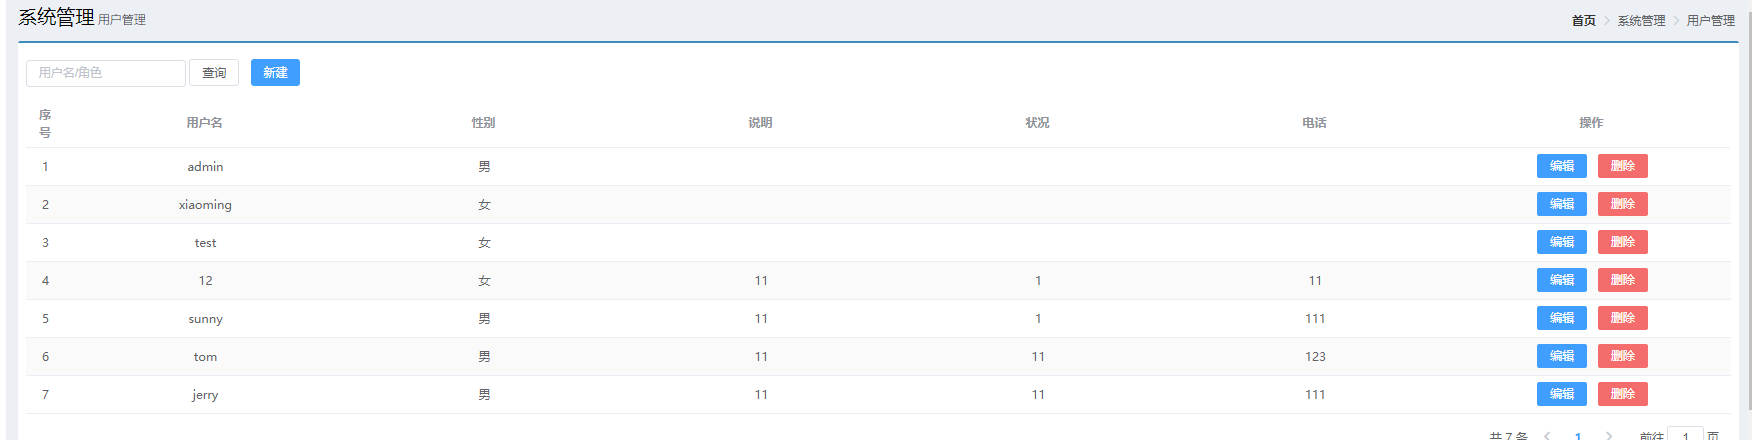 系统管理 用户管理 首页 > 系统管理 > 用户管理
用户名/角色 查询 新建
序号 用户名 性别 说明 状况 电话 操作
1 admin 男 编辑 删除
2 xiaoming 女 编辑 删除
3 test 女 编辑 删除
4 12 女 11 1 11 编辑 删除
5 sunny 男 11 1 111 编辑 删除
6 tom 男 11 11 123 编辑 删除
7 jerry 男 11 11 111 编辑 删除
共 7 条 < 1 > 前往 1 页